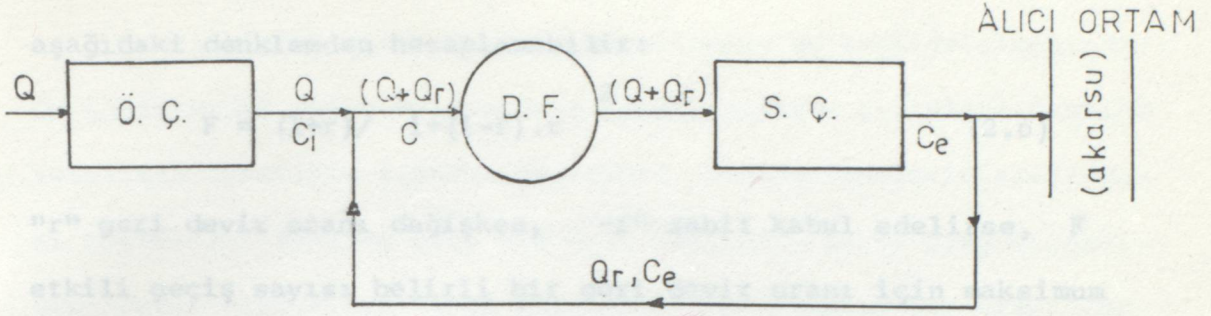 ALICI ORTAM
(akarsu)
Q
Ö. Ç.
Q
Ci
(Q+Qr)
C
D. F.
(Q+Qr)
S. Ç.
Ce
Qr, Ce
aşağıdaki denklemden hesaplanabilir:
"r" geri devir oranı değişken, sabit kabul edelirse, F
etkili geçiş sayısı belirli bir geri devir oranı için maksimum